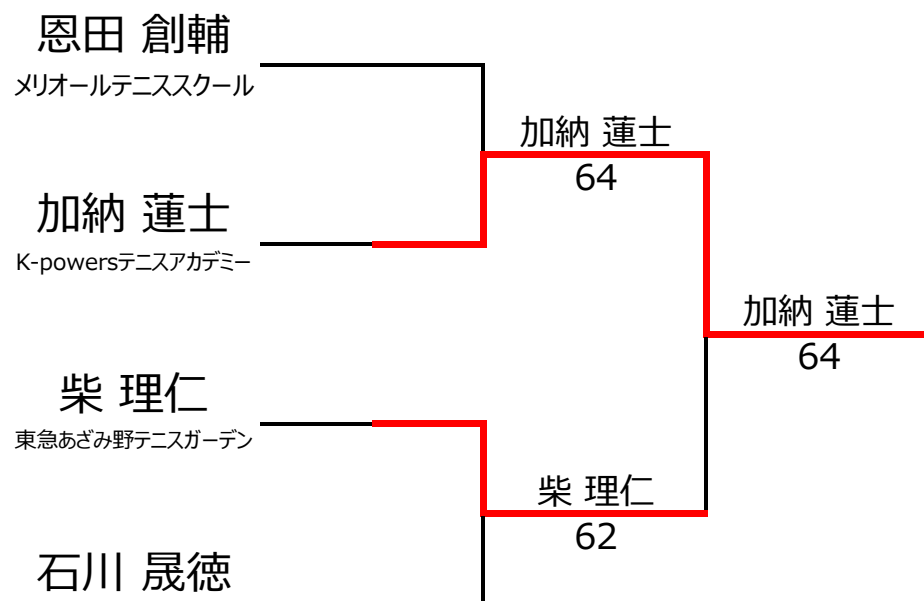 恩田 創輔
メリオールテニススクール
加納 蓮士
64
加納 蓮士
K-powersテニスアカデミー
加納 蓮士
64
柴 理仁
東急あざみ野テニスガーデン
柴 理仁
62
石川 晟徳